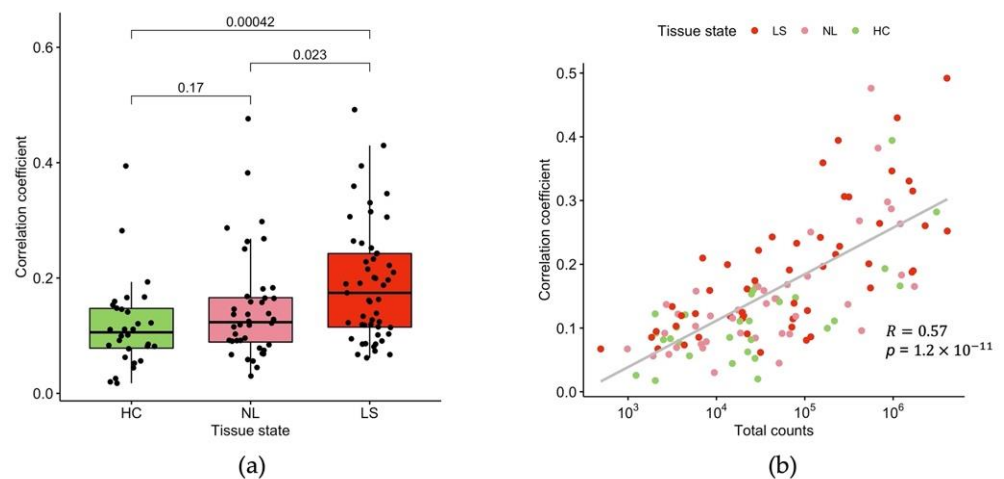 0.00042
0.023
0.17
0.6
0.4
0.2
0.0
Correlation coefficient
HC NL LS
Tissue state
(a)
Tissue state LS NL HC
0.5
0.4
0.3
0.2
0.1
0.0
Correlation coefficient
R = 0.57
p = 1.2 × 10⁻¹¹
10³ 10⁴ 10⁵ 10⁶
Total counts
(b)